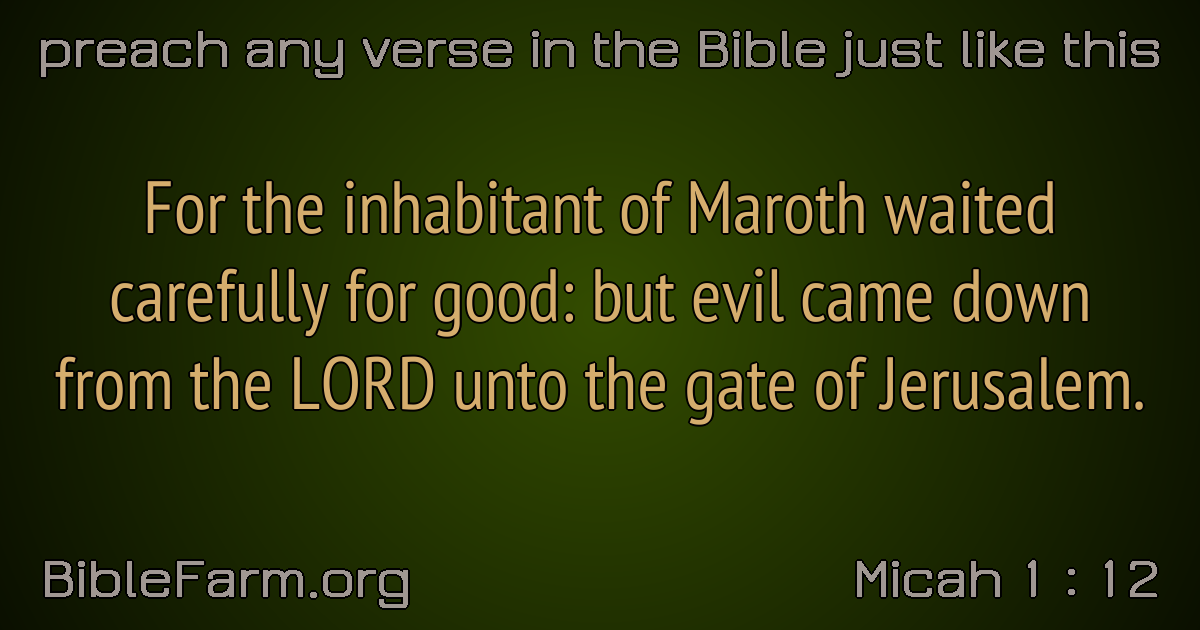 preach any verse in the Bible just like this
For the inhabitant of Maroth waited
carefully for good: but evil came down
from the LORD unto the gate of Jerusalem.
BibleFarm.org
Micah 1 : 12